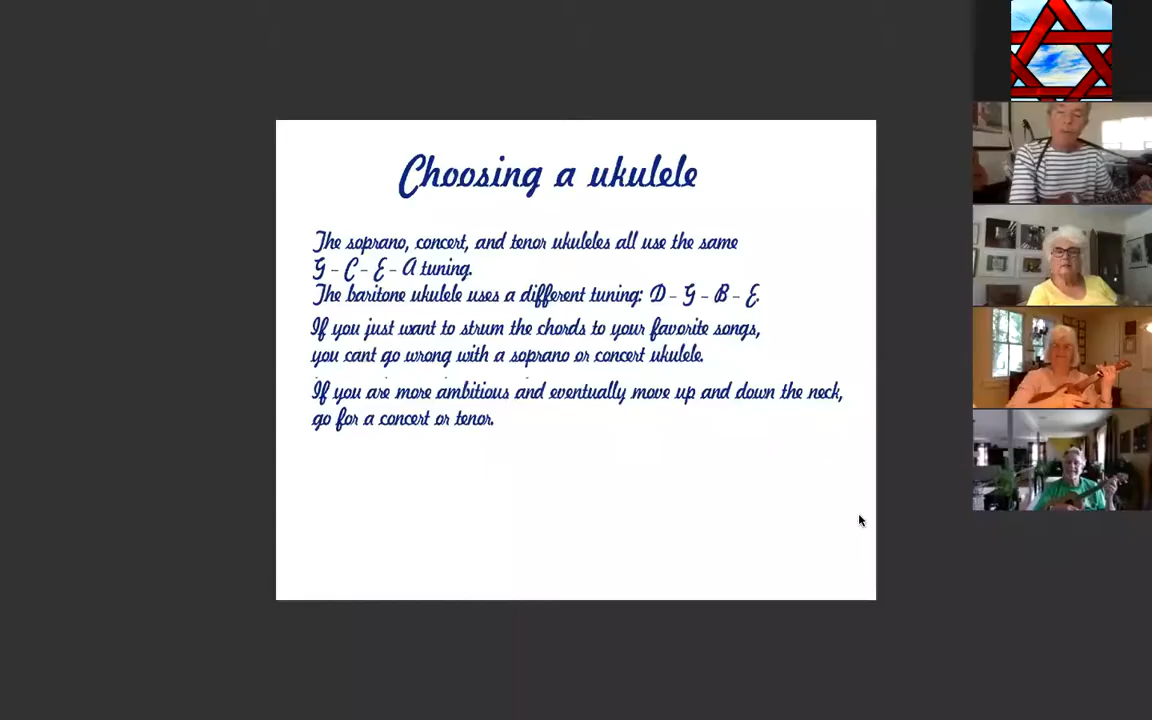 Choosing a ukulele
The soprano, concert, and tenor ukuleles all use the same
G - C - E - A tuning.
The baritone ukulele uses a different tuning: D - G - B - E.
If you just want to strum the chords to your favorite songs,
you cant go wrong with a soprano or concert ukulele.
If you are more ambitious and eventually move up and down the neck,
go for a concert or tenor.